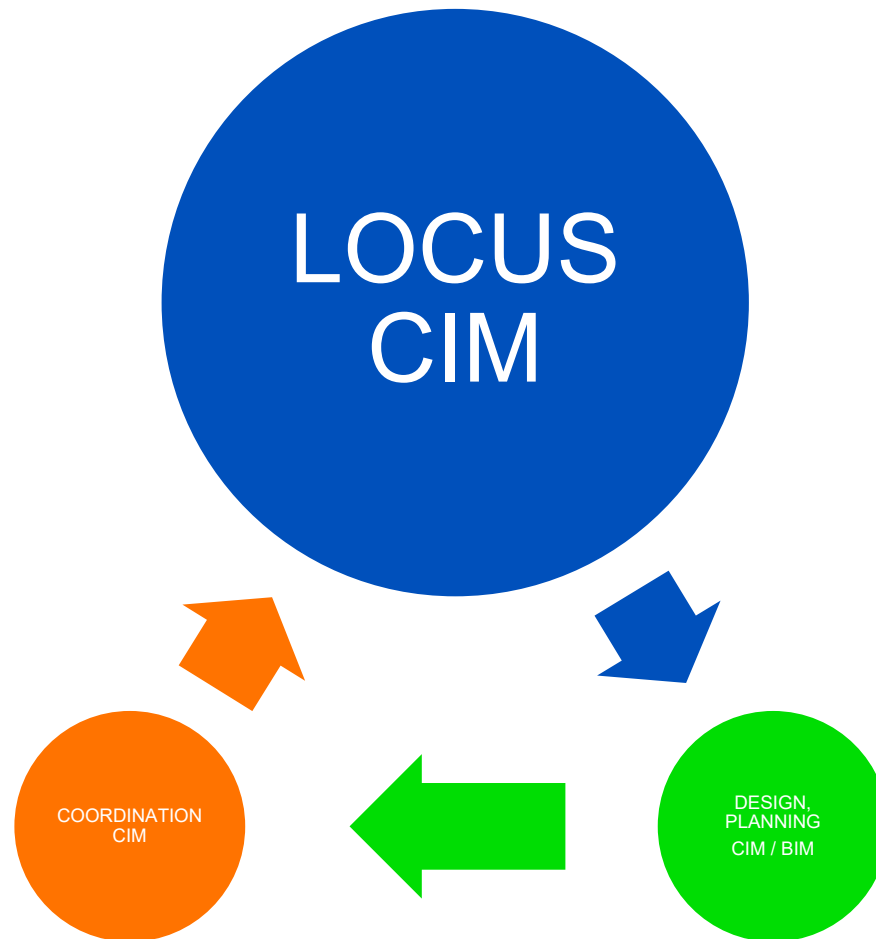 LOCUS
CIM
COORDINATION
CIM
DESIGN,
PLANNING
CIM / BIM